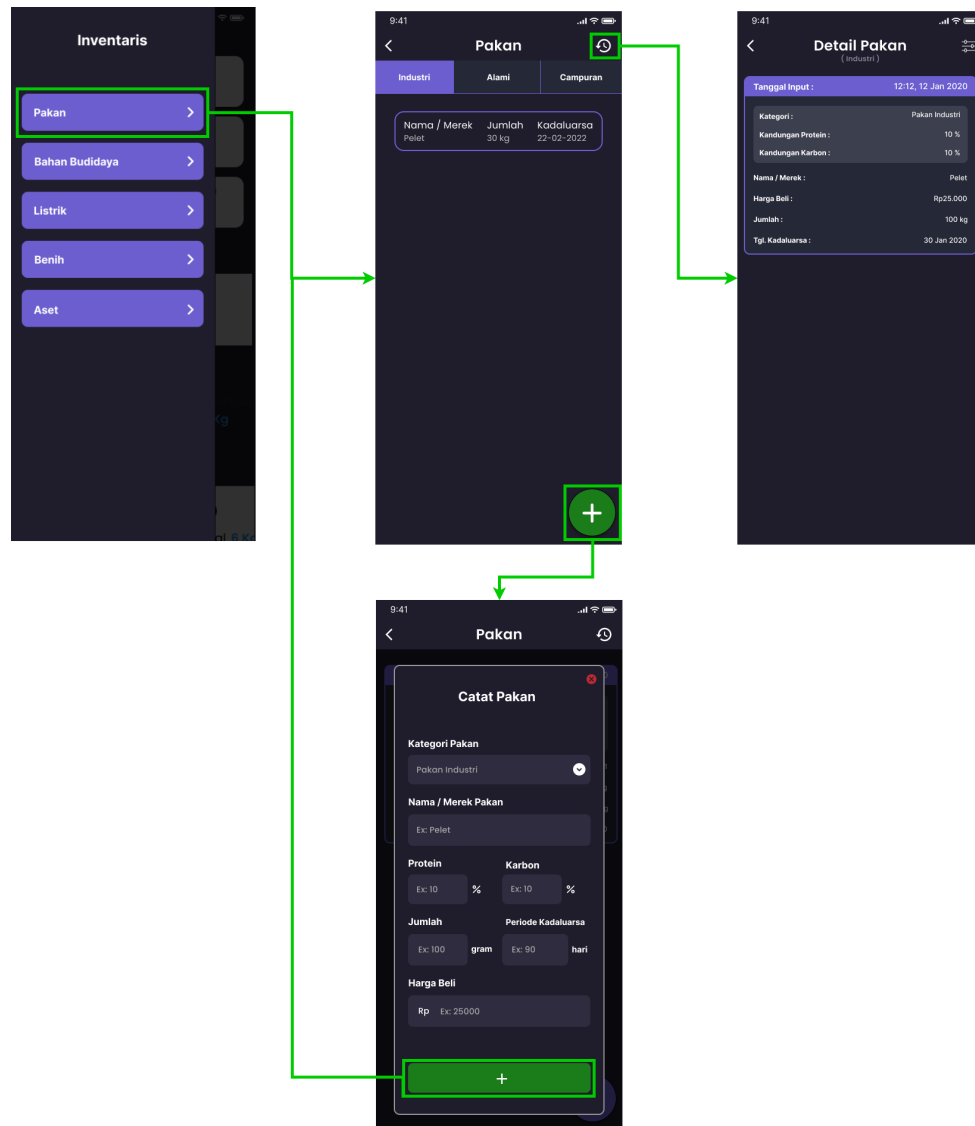 Inventaris
Pakan
Bahan Budidaya
Listrik
Benih
Aset
Kg
al 6 Kg
9:41
Pakan
Industri Alami Campuran
Nama / Merek Jumlah Kadaluarsa
Pelet 30 kg 22-02-2022
9:41
Detail Pakan
( Industri )
Tanggal Input : 12:12, 12 Jan 2020
Kategori : Pakan Industri
Kandungan Protein : 10 %
Kandungan Karbon : 10 %
Nama / Merek : Pelet
Harga Beli : Rp25.000
Jumlah : 100 kg
Tgl. Kadaluarsa : 30 Jan 2020
9:41
Pakan
Catat Pakan
Kategori Pakan
Pakan Industri
Nama / Merek Pakan
Ex: Pelet
Protein Karbon
Ex: 10 % Ex: 10 %
Jumlah Periode Kadaluarsa
Ex: 100 gram Ex: 90 hari
Harga Beli
Rp Ex: 25000
+